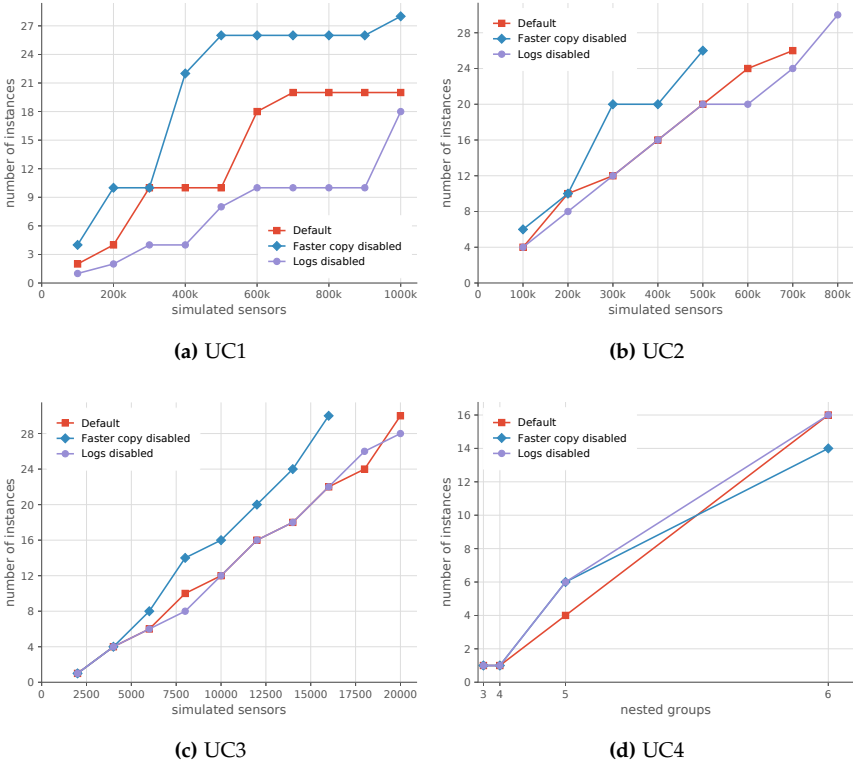 number of instances
27
24
21
18
15
12
9
6
3
0
Default
Faster copy disabled
Logs disabled
0 200k 400k 600k 800k 1000k
simulated sensors
(a) UC1
number of instances
28
24
20
16
12
8
4
0
Default
Faster copy disabled
Logs disabled
0 100k 200k 300k 400k 500k 600k 700k 800k
simulated sensors
(b) UC2
number of instances
28
24
20
16
12
8
4
0
Default
Faster copy disabled
Logs disabled
0 2500 5000 7500 10000 12500 15000 17500 20000
simulated sensors
(c) UC3
number of instances
16
14
12
10
8
6
4
2
0
Default
Faster copy disabled
Logs disabled
3 4 5 6
nested groups
(d) UC4